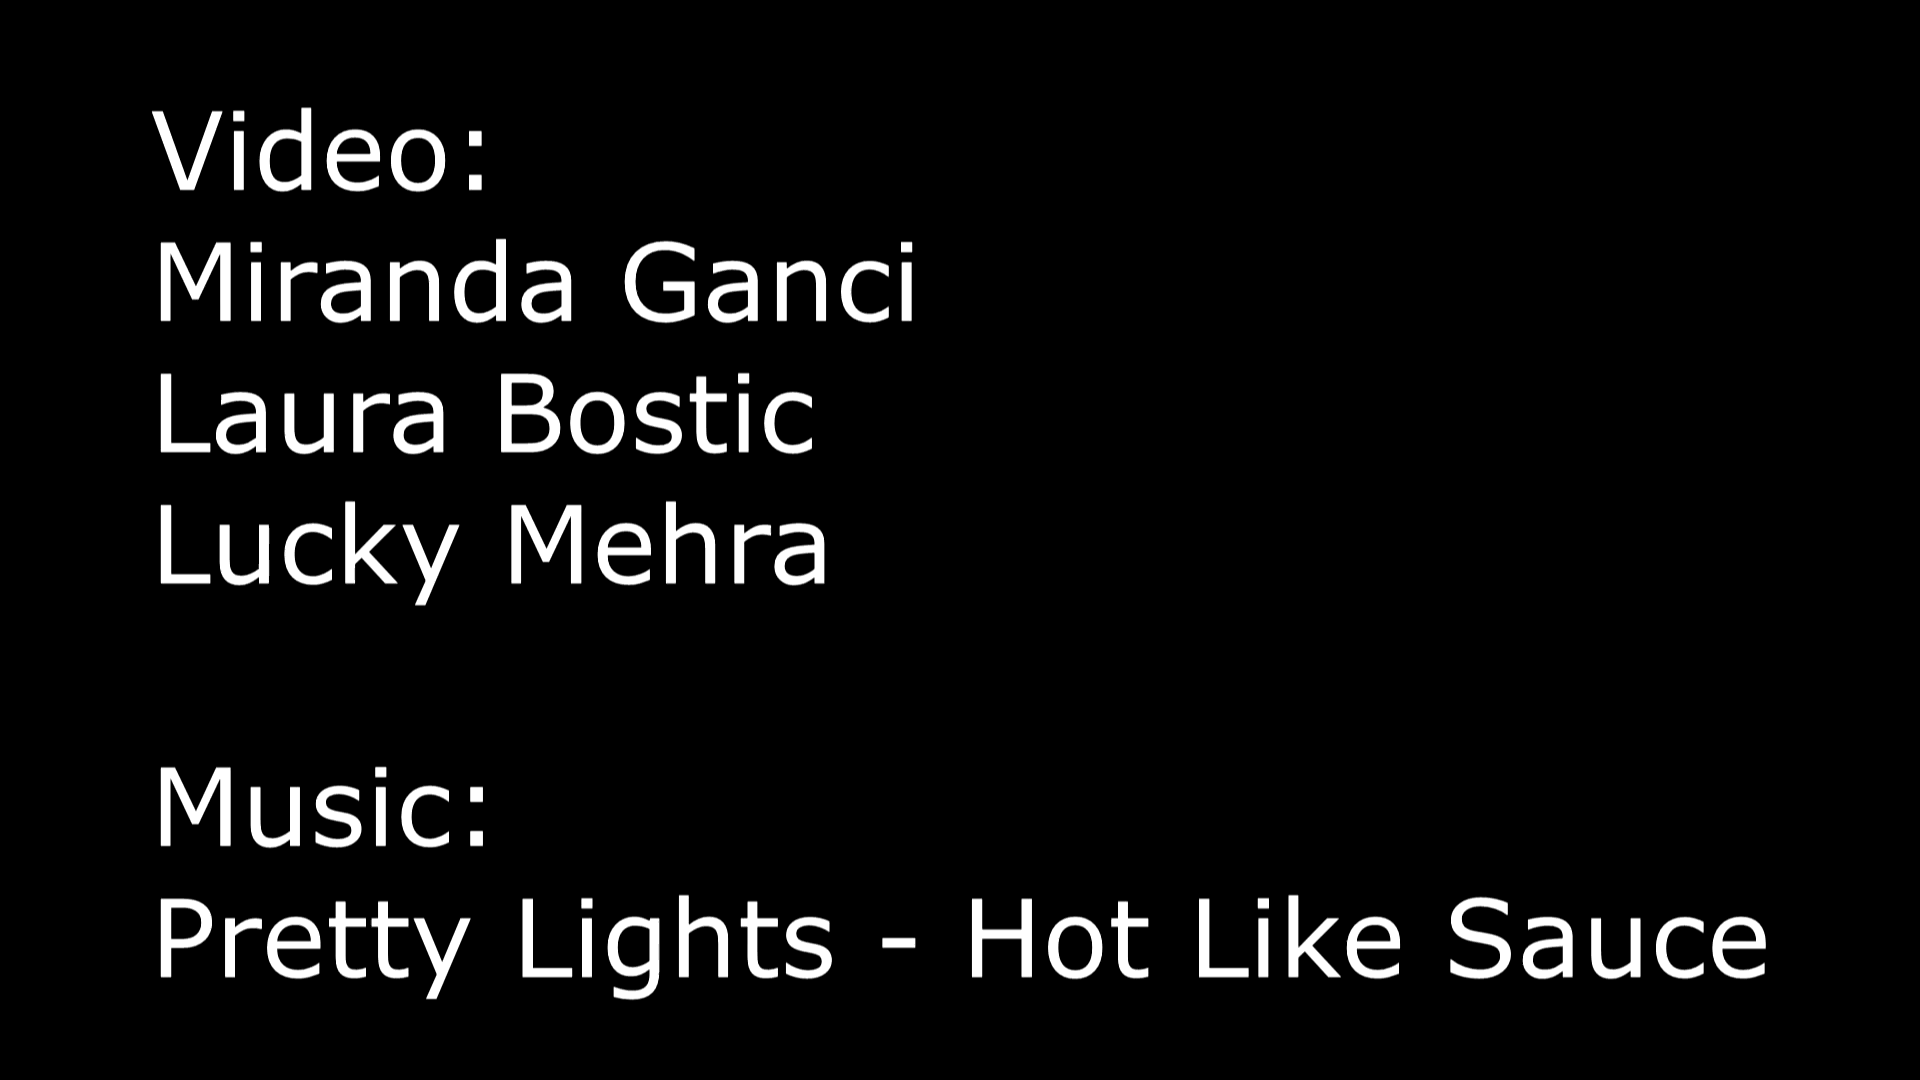 Video:
Miranda Ganci
Laura Bostic
Lucky Mehra
Music:
Pretty Lights - Hot Like Sauce